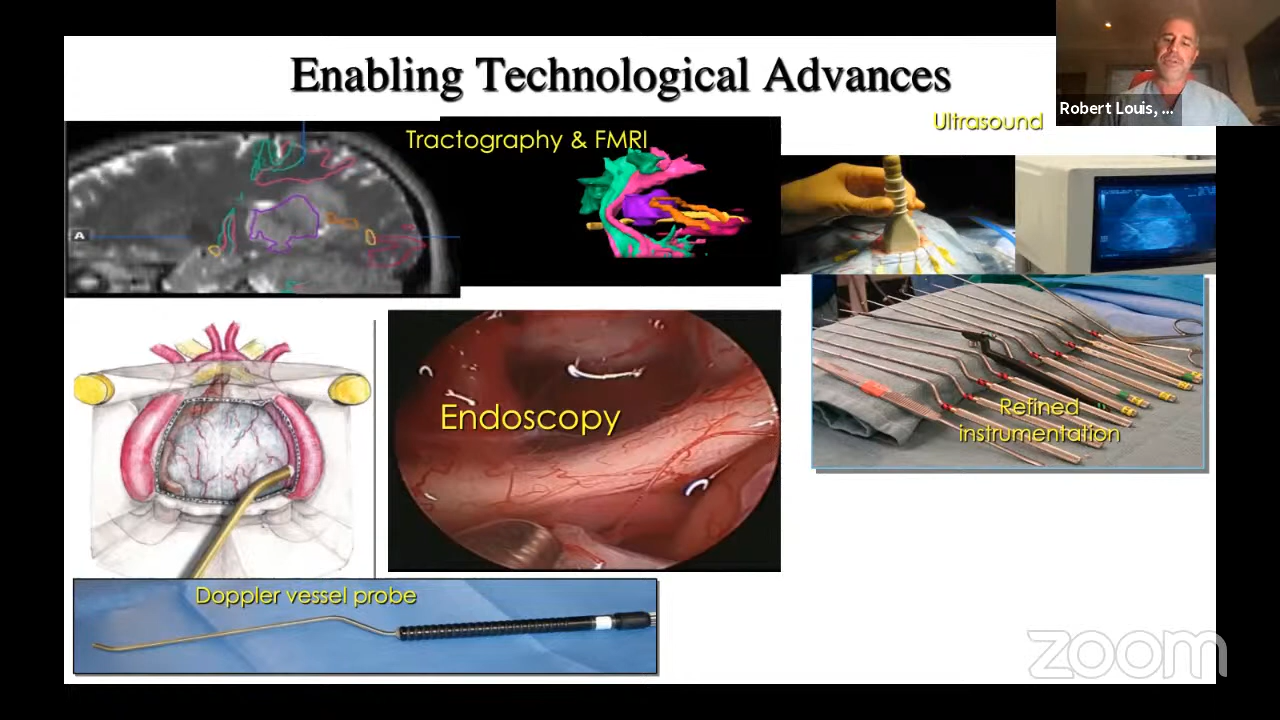 Enabling Technological Advances
Robert Louis, ...
Tractography & FMRI
Ultrasound
A
Endoscopy
Refined
instrumentation
Doppler vessel probe
zoom